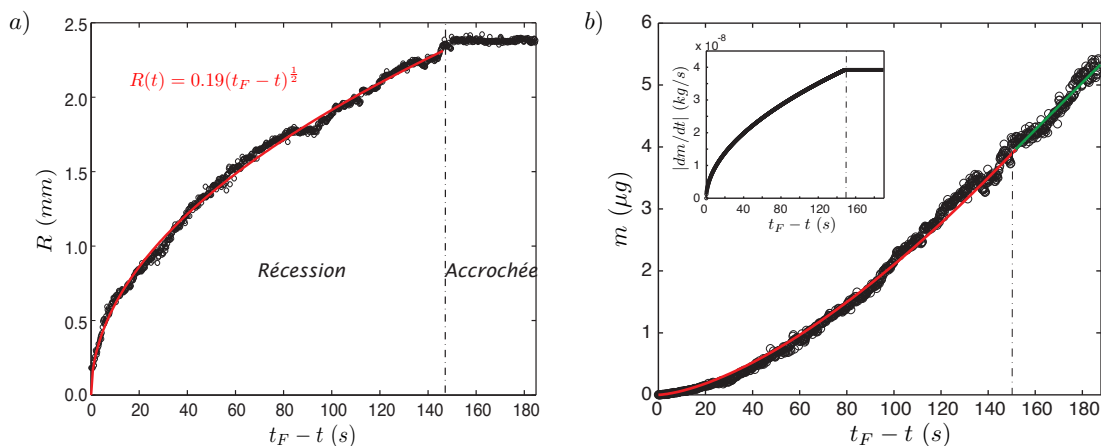 a)
2.5
2.0
1.5
1.0
0.5
0.0
R (mm)
R(t) = 0.19(t_F − t)^{1/2}
Récession
Accrochée
0 20 40 60 80 100 120 140 160 180
t_F − t (s)
b)
6
5
4
3
2
1
0
m (μg)
x 10^{-8}
4
3
2
1
0
|dm/dt| (kg/s)
0 40 80 120 160
t_F − t (s)
0 20 40 60 80 100 120 140 160 180
t_F − t (s)